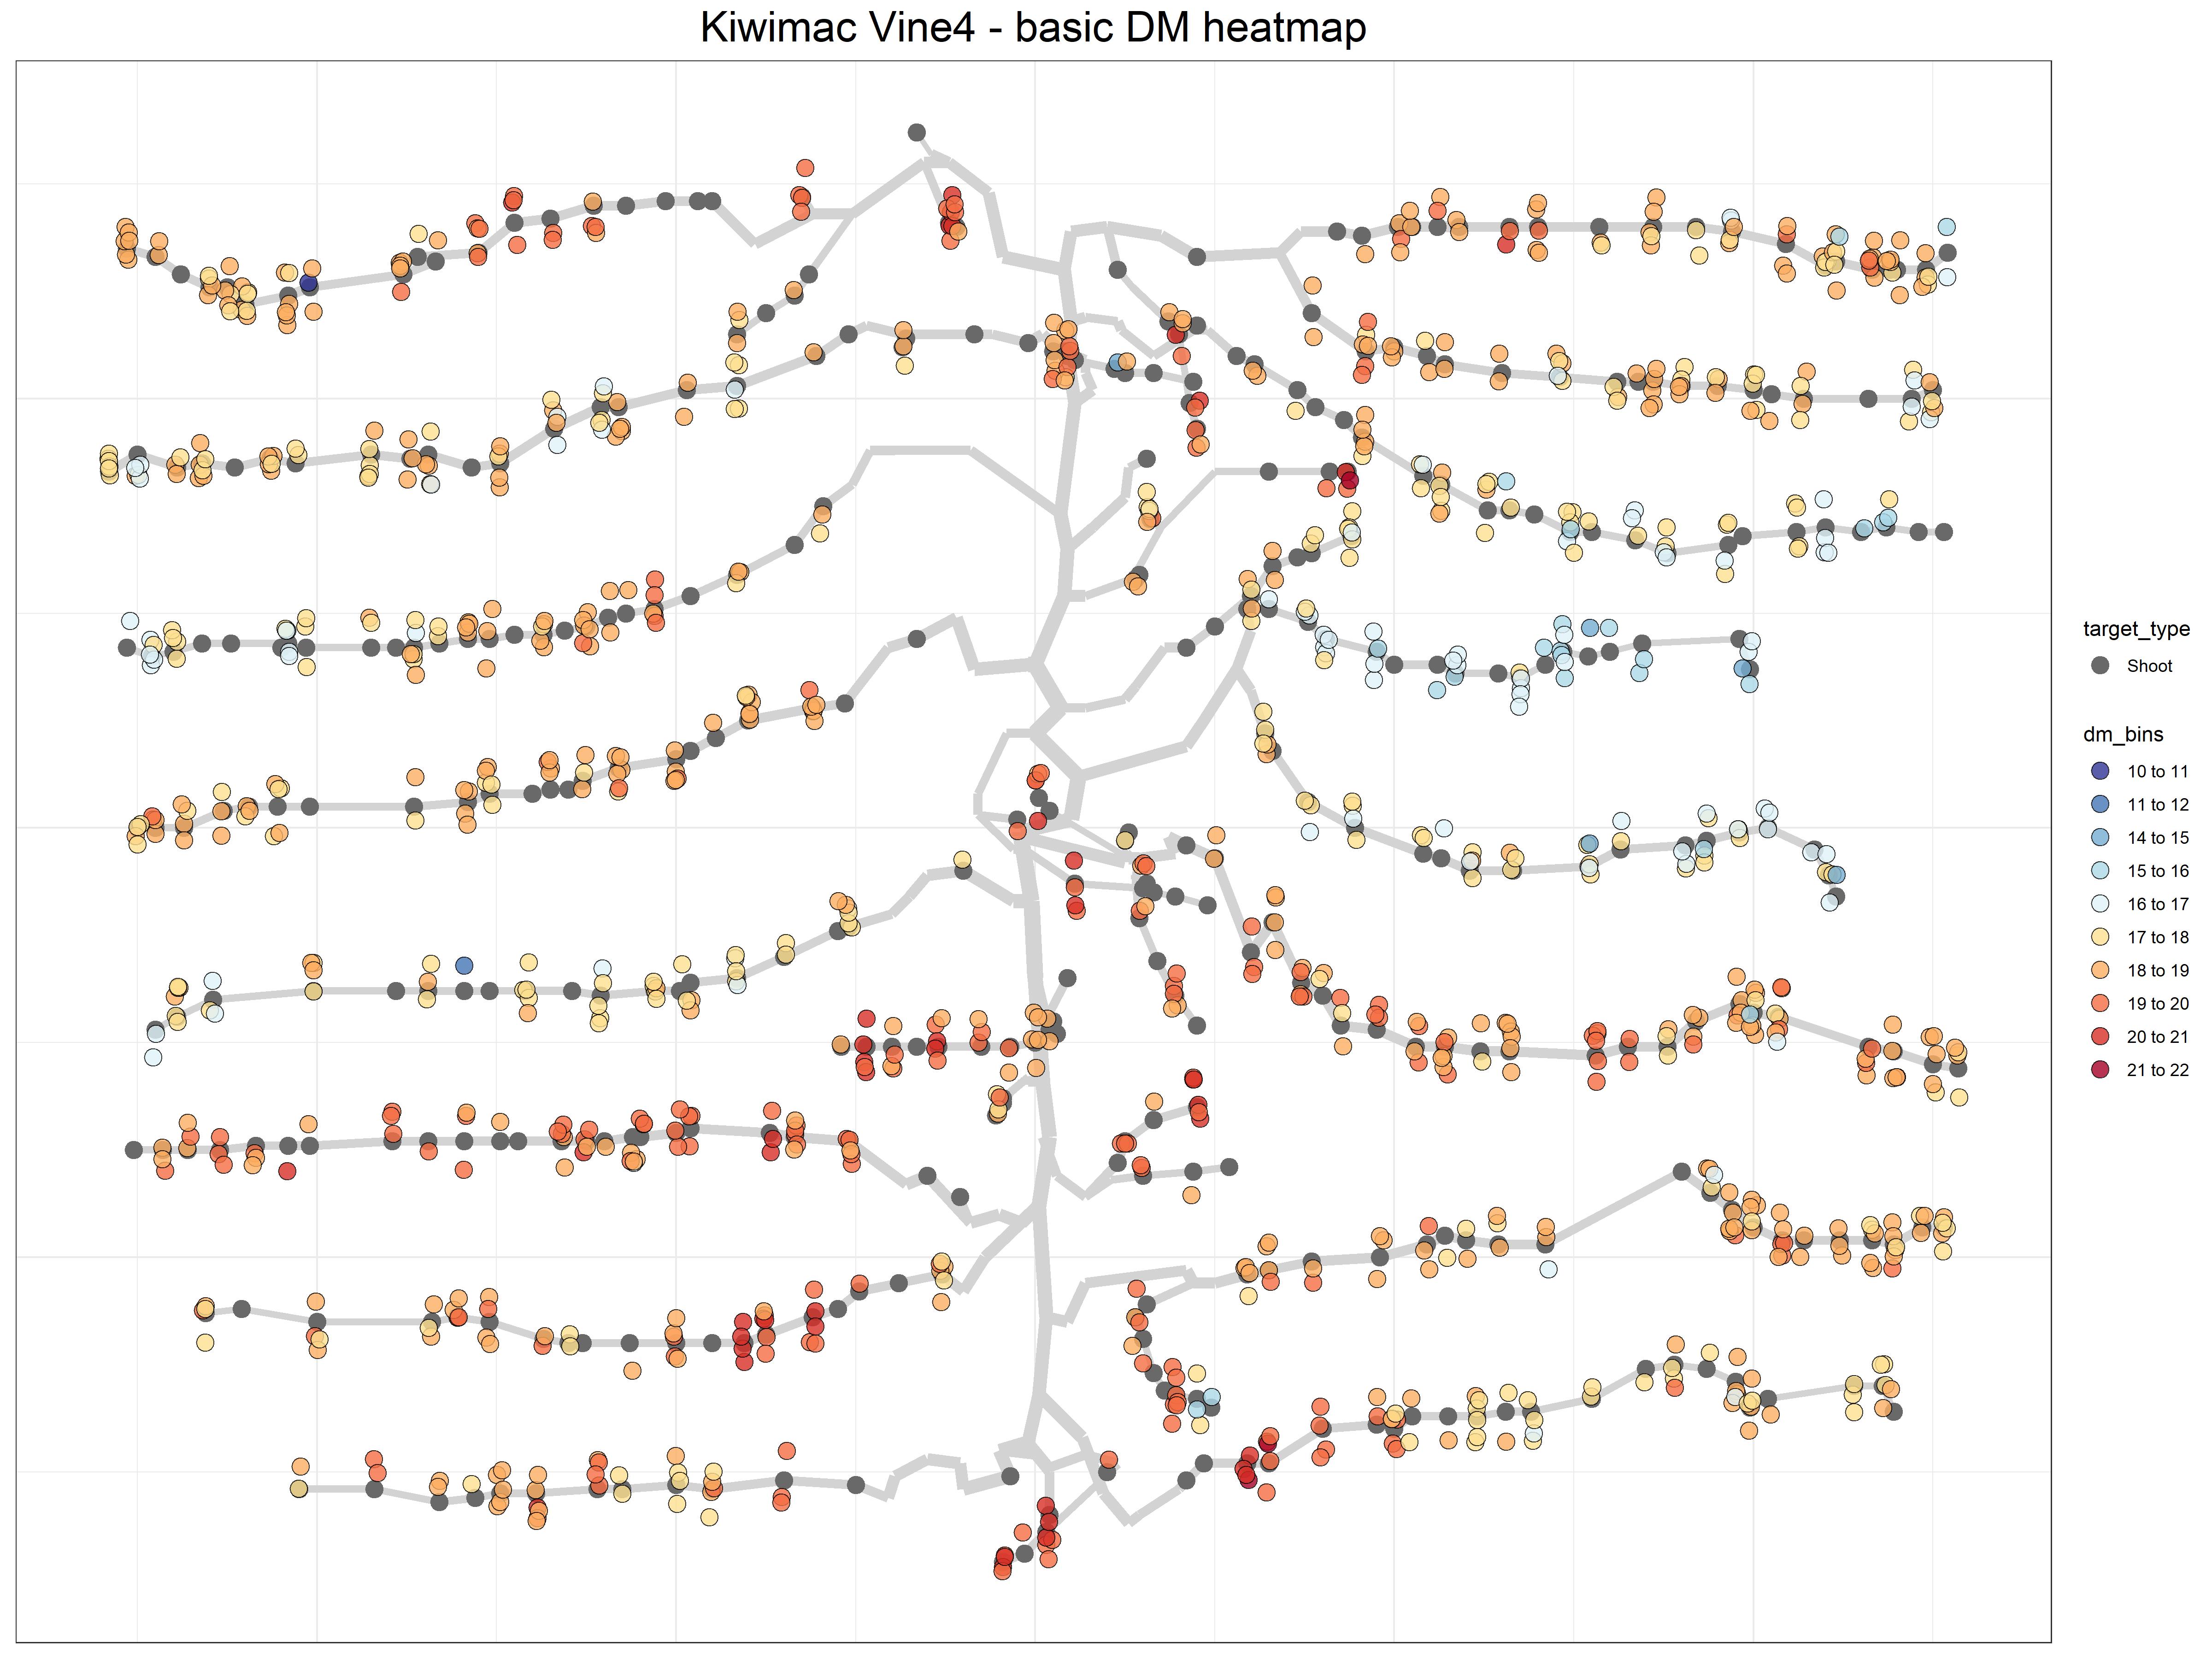 Kiwimac Vine4 - basic DM heatmap
target_type
Shoot
dm_bins
10 to 11
11 to 12
14 to 15
15 to 16
16 to 17
17 to 18
18 to 19
19 to 20
20 to 21
21 to 22